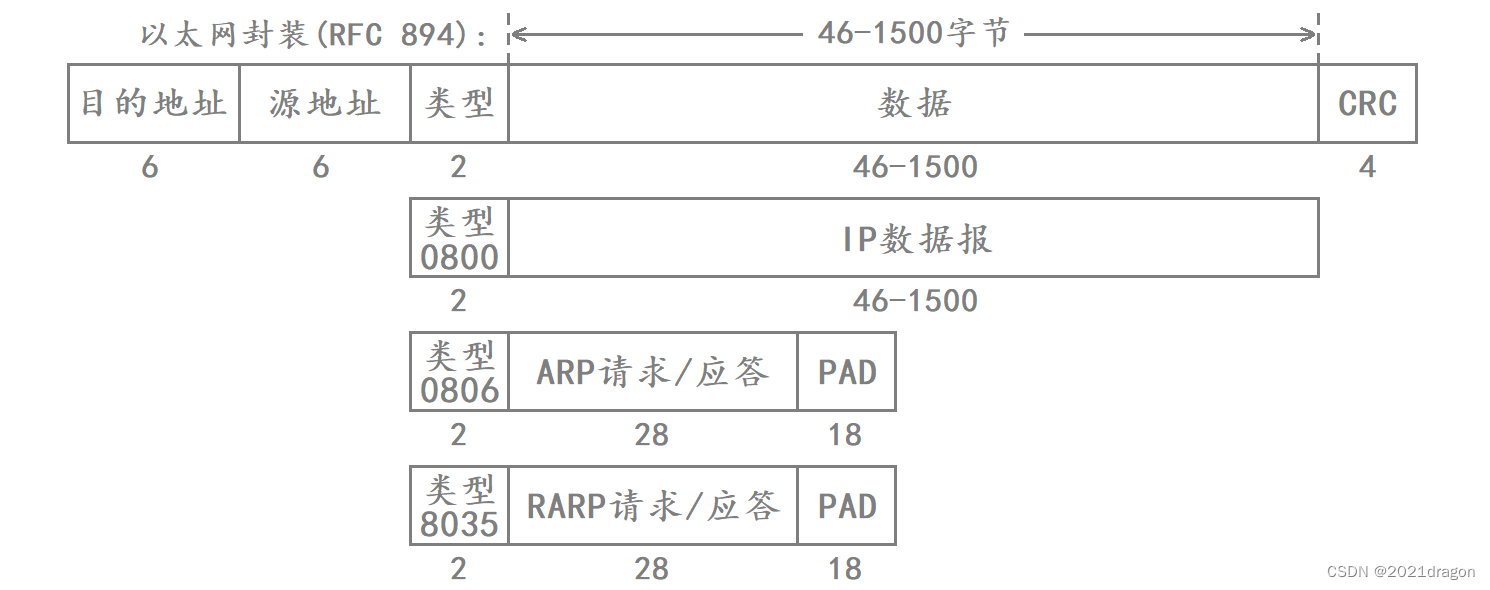 以太网封装(RFC 894): 46-1500字节
目的地址 源地址 类型 数据 CRC
6 6 2 46-1500 4
类型
0800 IP数据报
2 46-1500
类型
0806 ARP请求/应答 PAD
2 28 18
类型
8035 RARP请求/应答 PAD
2 28 18
CSDN @2021dragon